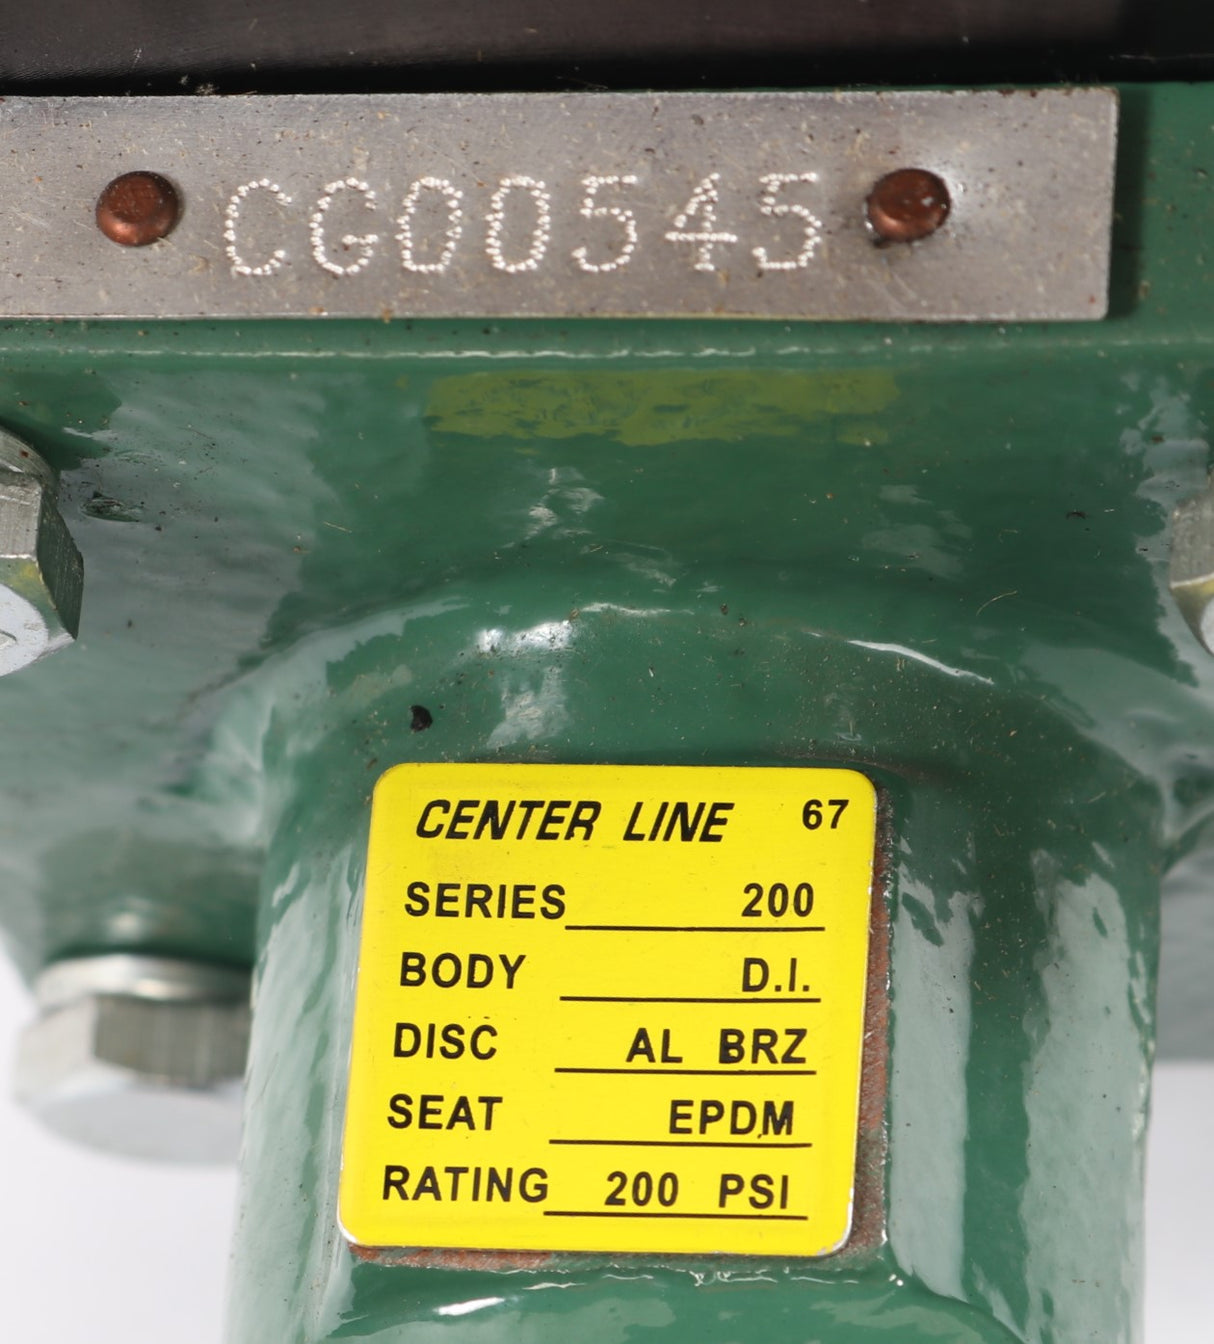 CG00545
CENTER LINE 67
SERIES 200
BODY D.I.
DISC AL BRZ
SEAT EPDM
RATING 200 PSI